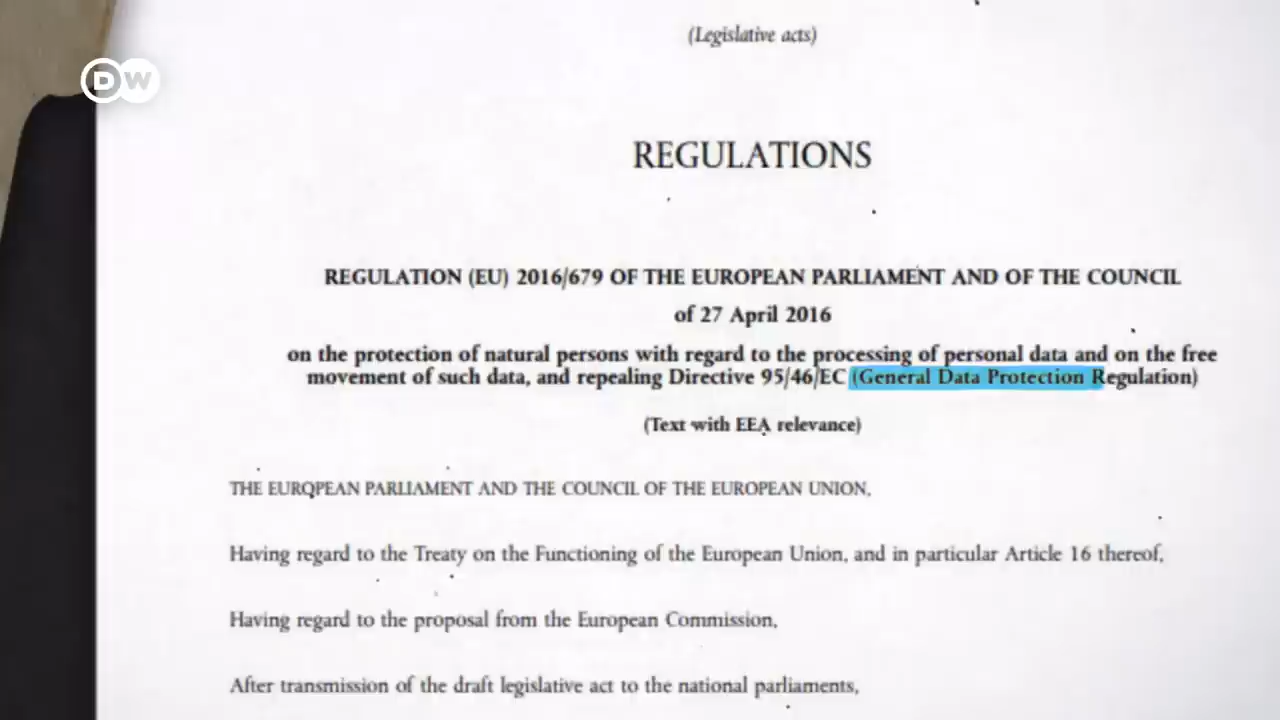 (Legislative acts)
DW
REGULATIONS
REGULATION (EU) 2016/679 OF THE EUROPEAN PARLIAMENT AND OF THE COUNCIL
of 27 April 2016
on the protection of natural persons with regard to the processing of personal data and on the free
movement of such data, and repealing Directive 95/46/EC (General Data Protection Regulation)
(Text with EEA relevance)
THE EUROPEAN PARLIAMENT AND THE COUNCIL OF THE EUROPEAN UNION,
Having regard to the Treaty on the Functioning of the European Union, and in particular Article 16 thereof,
Having regard to the proposal from the European Commission,
After transmission of the draft legislative act to the national parliaments,